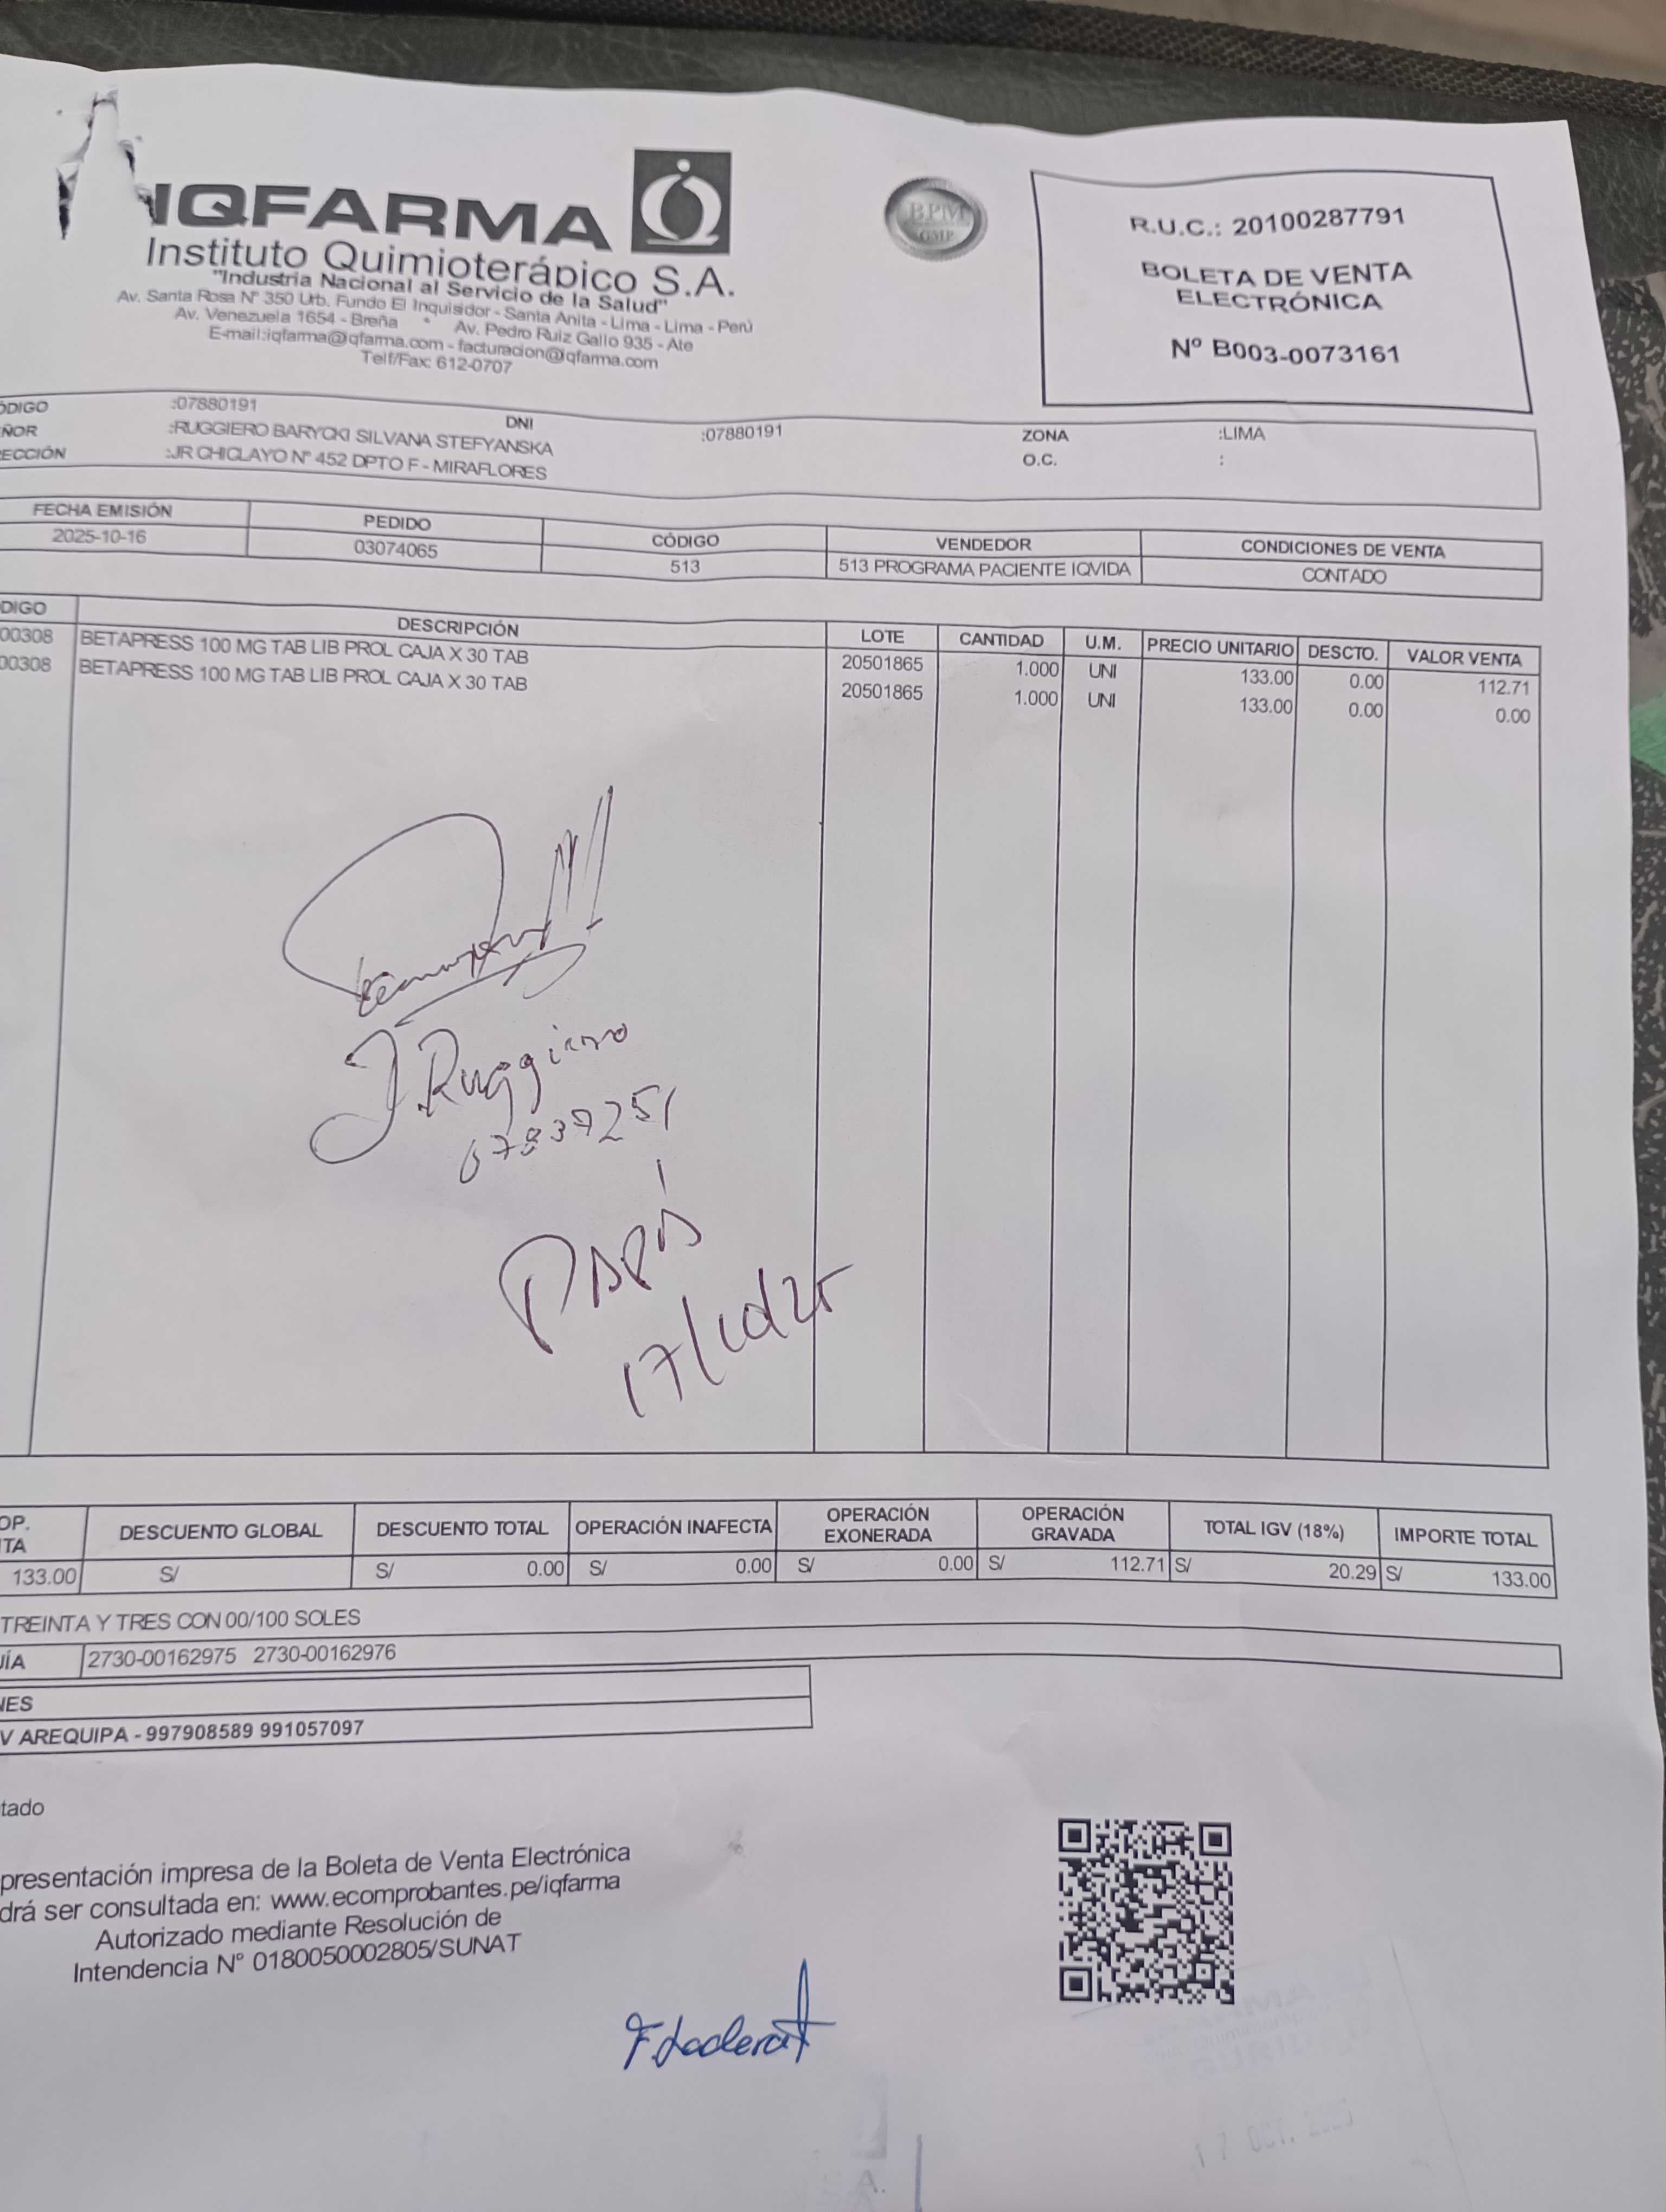 IQFARMA
Instituto Quimioterápico S.A.
"Industria Nacional al Servicio de la Salud"
Av. Santa Rosa N° 350 Urb. Fundo El Inquisidor - Santa Anita - Lima - Lima - Perú
Av. Venezuela 1654 - Breña * Av. Pedro Ruiz Gallo 935 - Ate
E-mail:iqfarma@iqfarma.com - facturacion@iqfarma.com
Telf/Fax: 612-0707
BPM
GMP
R.U.C.: 20100287791
BOLETA DE VENTA
ELECTRÓNICA
Nº B003-0073161
ÓDIGO :07880191 DNI :07880191 ZONA :LIMA
ÑOR :RUGGIERO BARYCKI SILVANA STEFYANSKA O.C. :
ECCIÓN :JR CHICLAYO N° 452 DPTO F - MIRAFLORES
FECHA EMISIÓN PEDIDO CÓDIGO VENDEDOR CONDICIONES DE VENTA
2025-10-16 03074065 513 513 PROGRAMA PACIENTE IQVIDA CONTADO
DIGO DESCRIPCIÓN LOTE CANTIDAD U.M. PRECIO UNITARIO DESCTO. VALOR VENTA
00308 BETAPRESS 100 MG TAB LIB PROL CAJA X 30 TAB 20501865 1.000 UNI 133.00 0.00 112.71
00308 BETAPRESS 100 MG TAB LIB PROL CAJA X 30 TAB 20501865 1.000 UNI 133.00 0.00 0.00
J. Ruggiero
07837251
PAPÁ
17/10/25
OP.
TA DESCUENTO GLOBAL DESCUENTO TOTAL OPERACIÓN INAFECTA OPERACIÓN EXONERADA OPERACIÓN GRAVADA TOTAL IGV (18%) IMPORTE TOTAL
133.00 S/ S/ 0.00 S/ 0.00 S/ 0.00 S/ 112.71 S/ 20.29 S/ 133.00
TREINTA Y TRES CON 00/100 SOLES
UÍA 2730-00162975 2730-00162976
NES
V AREQUIPA - 997908589 991057097
tado
presentación impresa de la Boleta de Venta Electrónica
drá ser consultada en: www.ecomprobantes.pe/iqfarma
Autorizado mediante Resolución de
Intendencia N° 0180050002805/SUNAT
17 OCT.